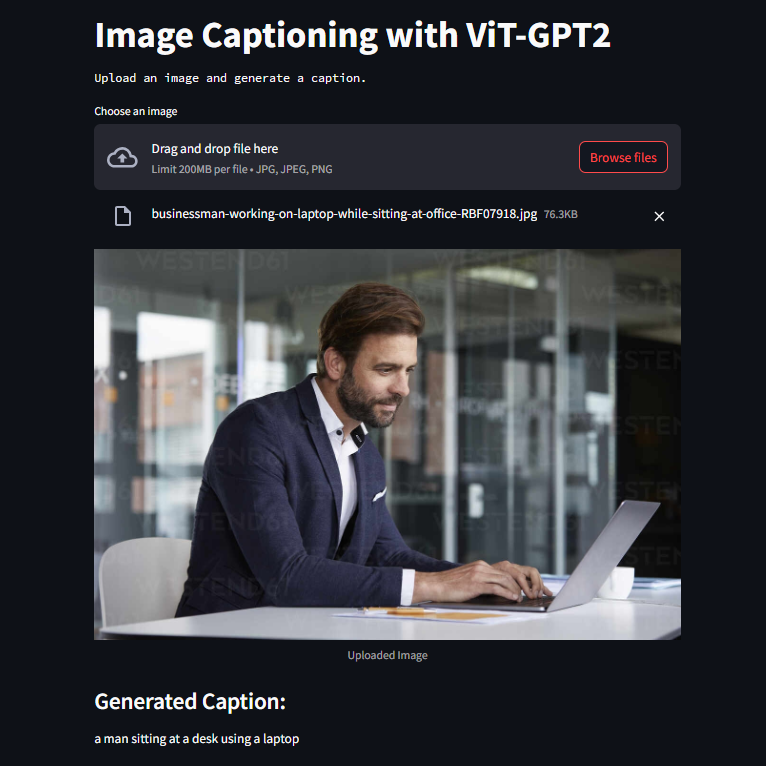 Image Captioning with ViT-GPT2
Upload an image and generate a caption.
Choose an image
Drag and drop file here
Limit 200MB per file • JPG, JPEG, PNG
Browse files
businessman-working-on-laptop-while-sitting-at-office-RBF07918.jpg 76.3KB
WESTEND61
Uploaded Image
Generated Caption:
a man sitting at a desk using a laptop